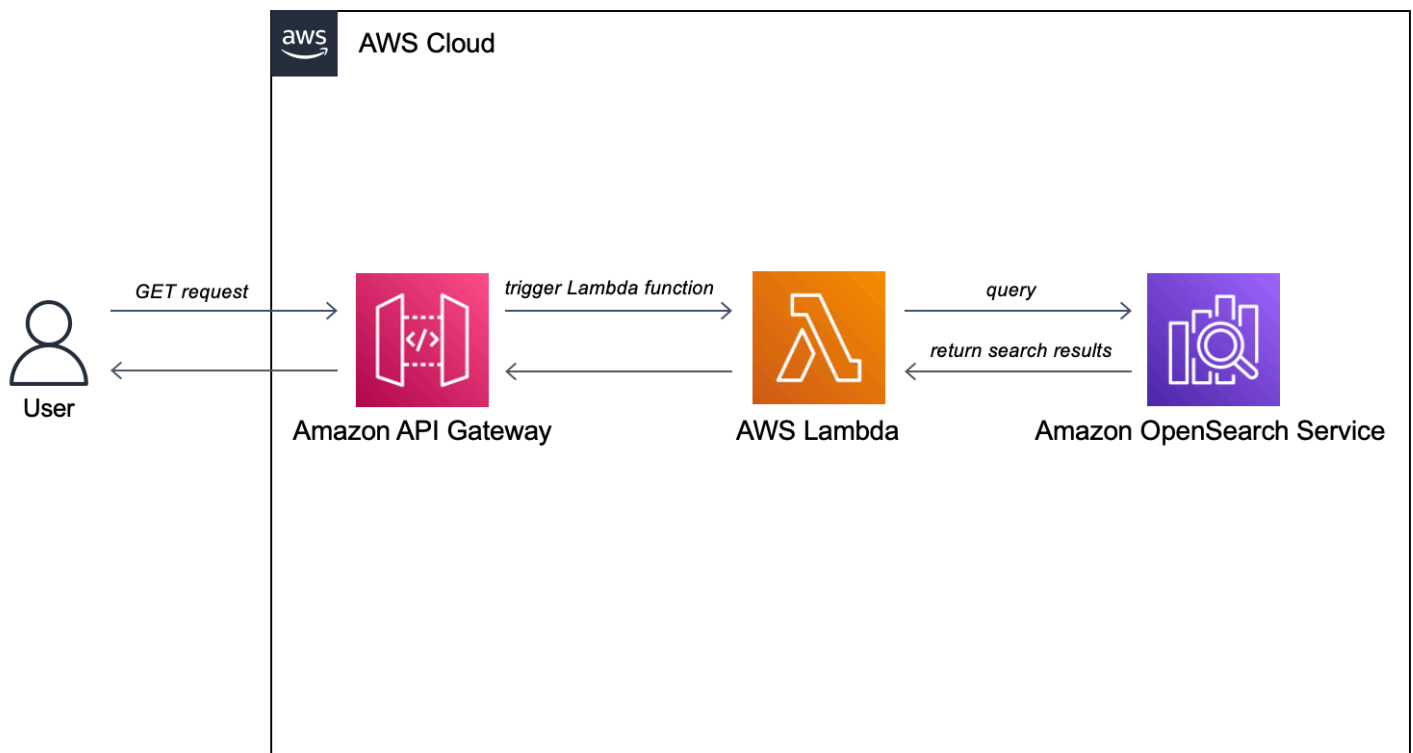 aws
AWS Cloud
GET request
trigger Lambda function
query
return search results
</>
User
Amazon API Gateway
AWS Lambda
Amazon OpenSearch Service